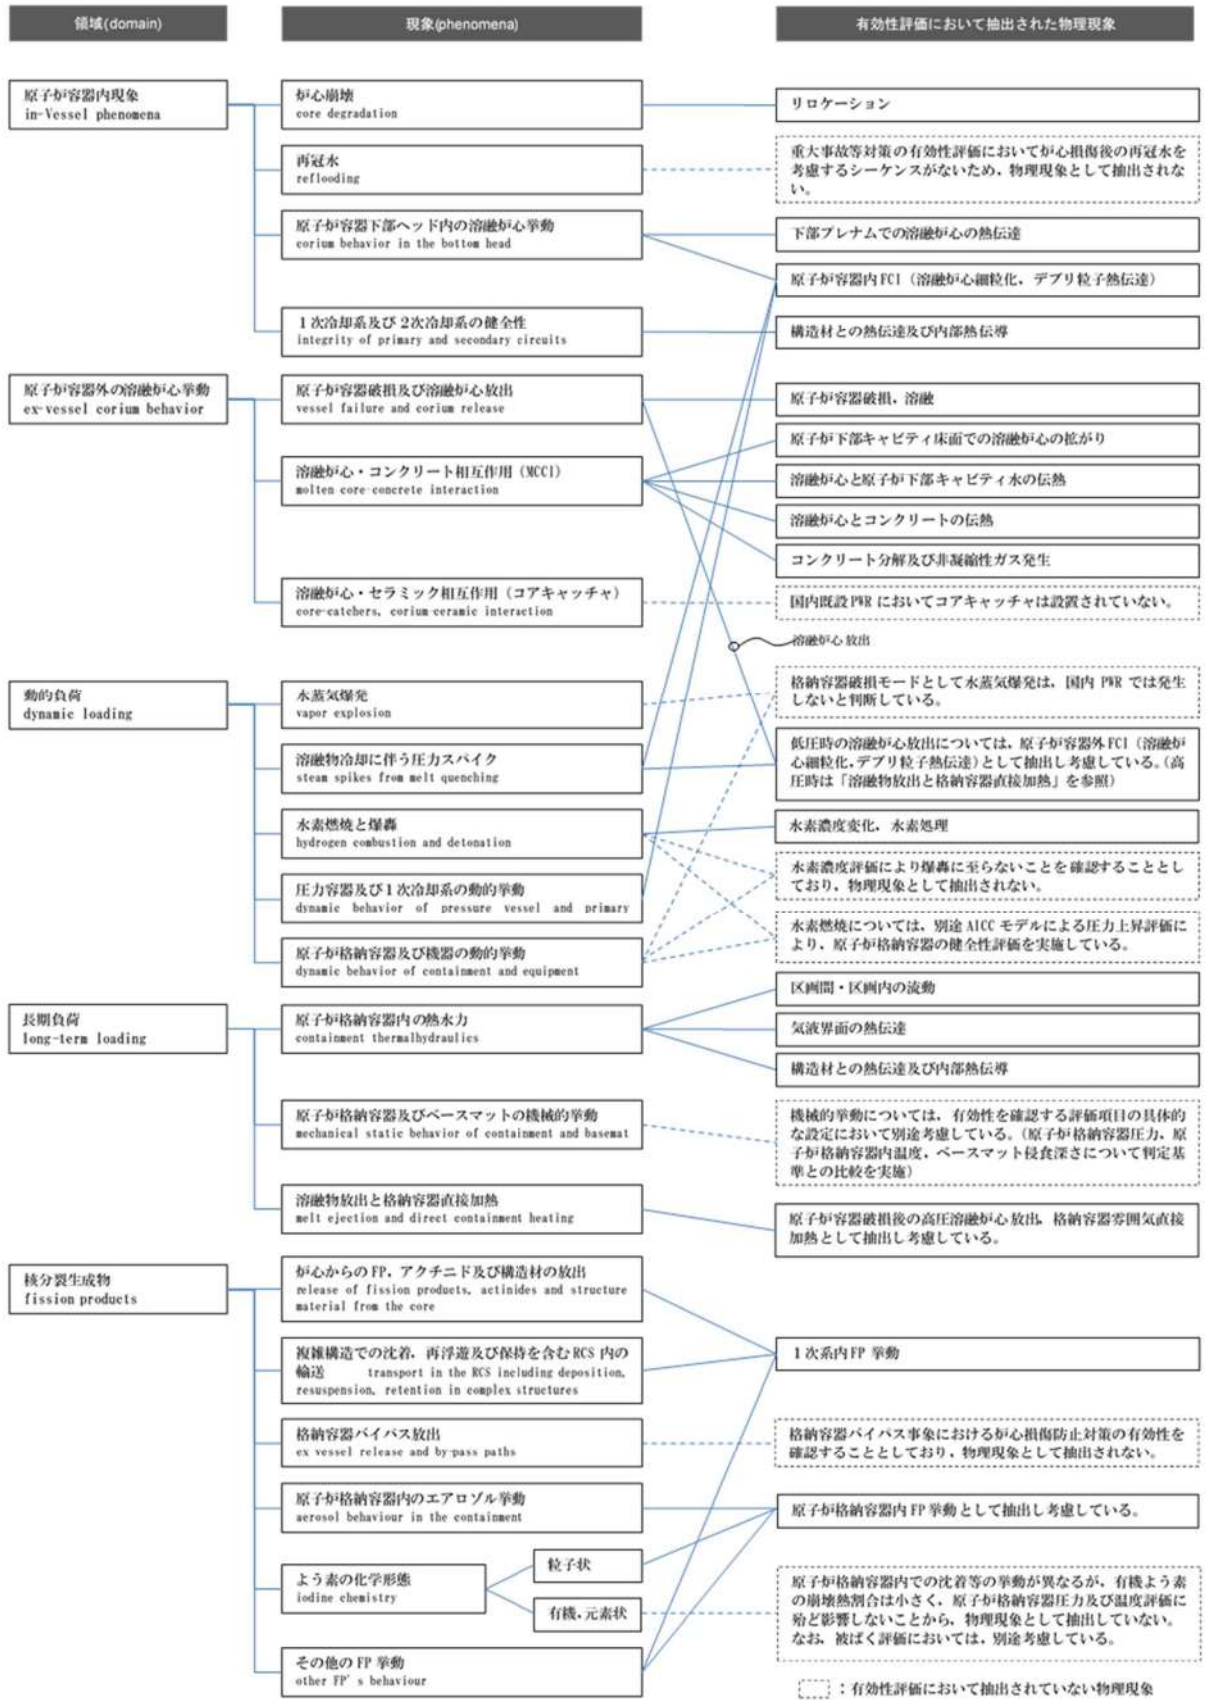 領域(domain)
現象(phenomena)
有効性評価において抽出された物理現象
原子炉容器内現象
in-Vessel phenomena
炉心崩壊
core degradation
リロケーション
再冠水
reflooding
重大事故等対策の有効性評価において炉心損傷後の再冠水を
考慮するシーケンスがないため，物理現象として抽出されな
い。
原子炉容器下部ヘッド内の溶融炉心挙動
corium behavior in the bottom head
下部プレナムでの溶融炉心の熱伝達
原子炉容器内FCI（溶融炉心細粒化、デブリ粒子熱伝達）
１次冷却系及び２次冷却系の健全性
integrity of primary and secondary circuits
構造材との熱伝達及び内部熱伝導
原子炉容器外の溶融炉心挙動
ex-vessel corium behavior
原子炉容器破損及び溶融炉心放出
vessel failure and corium release
原子炉容器破損、溶融
溶融炉心・コンクリート相互作用（MCCI）
molten core-concrete interaction
原子炉下部キャビティ床面での溶融炉心の拡がり
溶融炉心と原子炉下部キャビティ水の伝熱
溶融炉心とコンクリートの伝熱
コンクリート分解及び非凝縮性ガス発生
溶融炉心・セラミック相互作用（コアキャッチャ）
core-catchers, corium-ceramic interaction
国内既設PWRにおいてコアキャッチャは設置されていない。
溶融炉心放出
動的負荷
dynamic loading
水蒸気爆発
vapor explosion
格納容器破損モードとして水蒸気爆発は、国内 PWR では発生
しないと判断している。
溶融物冷却に伴う圧力スパイク
steam spikes from melt quenching
低圧時の溶融炉心放出については、原子炉容器外FCI（溶融炉
心細粒化，デブリ粒子熱伝達）として抽出し考慮している。（高
圧時は「溶融物放出と格納容器直接加熱」を参照）
水素燃焼と爆轟
hydrogen combustion and detonation
水素濃度変化，水素処理
水素濃度評価により爆轟に至らないことを確認することとし
ており、物理現象として抽出されない。
圧力容器及び１次冷却系の動的挙動
dynamic behavior of pressure vessel and primary
水素燃焼については、別途 AICC モデルによる圧力上昇評価に
より、原子炉格納容器の健全性評価を実施している。
原子炉格納容器及び機器の動的挙動
dynamic behavior of containment and equipment
区画間・区画内の流動
長期負荷
long-term loading
原子炉格納容器内の熱水力
containment thermalhydraulics
気液界面の熱伝達
構造材との熱伝達及び内部熱伝導
原子炉格納容器及びベースマットの機械的挙動
mechanical static behavior of containment and basemat
機械的挙動については、有効性を確認する評価項目の具体的
な設定において別途考慮している。（原子炉格納容器圧力、原
子炉格納容器内温度，ベースマット侵食深さについて判定基
準との比較を実施）
溶融物放出と格納容器直接加熱
melt ejection and direct containment heating
原子炉容器破損後の高圧溶融炉心放出、格納容器雰囲気直接
加熱として抽出し考慮している。
核分裂生成物
fission products
炉心からのFP、アクチニド及び構造材の放出
release of fission products, actinides and structure
material from the core
１次系内FP 挙動
複雑構造での沈着、再浮遊及び保持を含むRCS 内の
輸送 transport in the RCS including deposition,
resuspension, retention in complex structures
格納容器バイパス放出
ex vessel release and by-pass paths
格納容器バイパス事象における炉心損傷防止対策の有効性を
確認することとしており、物理現象として抽出されない。
原子炉格納容器内のエアロゾル挙動
aerosol behaviour in the containment
原子炉格納容器内FP 挙動として抽出し考慮している。
よう素の化学形態
iodine chemistry
粒子状
有機，元素状
原子炉格納容器内での沈着等の挙動が異なるが、有機よう素
の崩壊熱割合は小さく、原子炉格納容器圧力及び温度評価に
殆ど影響しないことから、物理現象として抽出していない。
なお、被ばく評価においては、別途考慮している。
その他のFP 挙動
other FP's behaviour
：有効性評価において抽出されていない物理現象